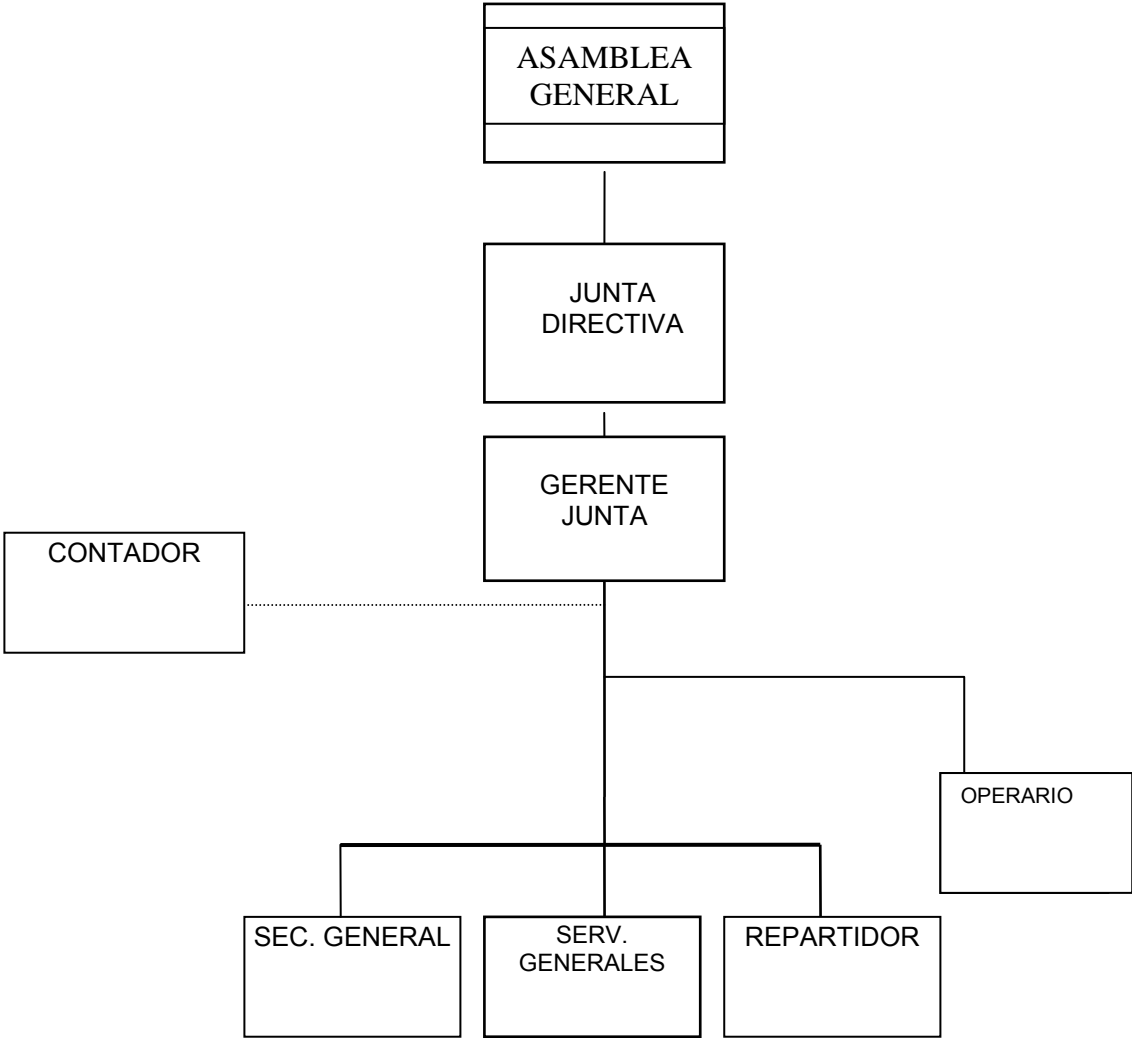 ASAMBLEA
GENERAL
JUNTA
DIRECTIVA
GERENTE
JUNTA
CONTADOR
OPERARIO
SEC. GENERAL
SERV.
GENERALES
REPARTIDOR